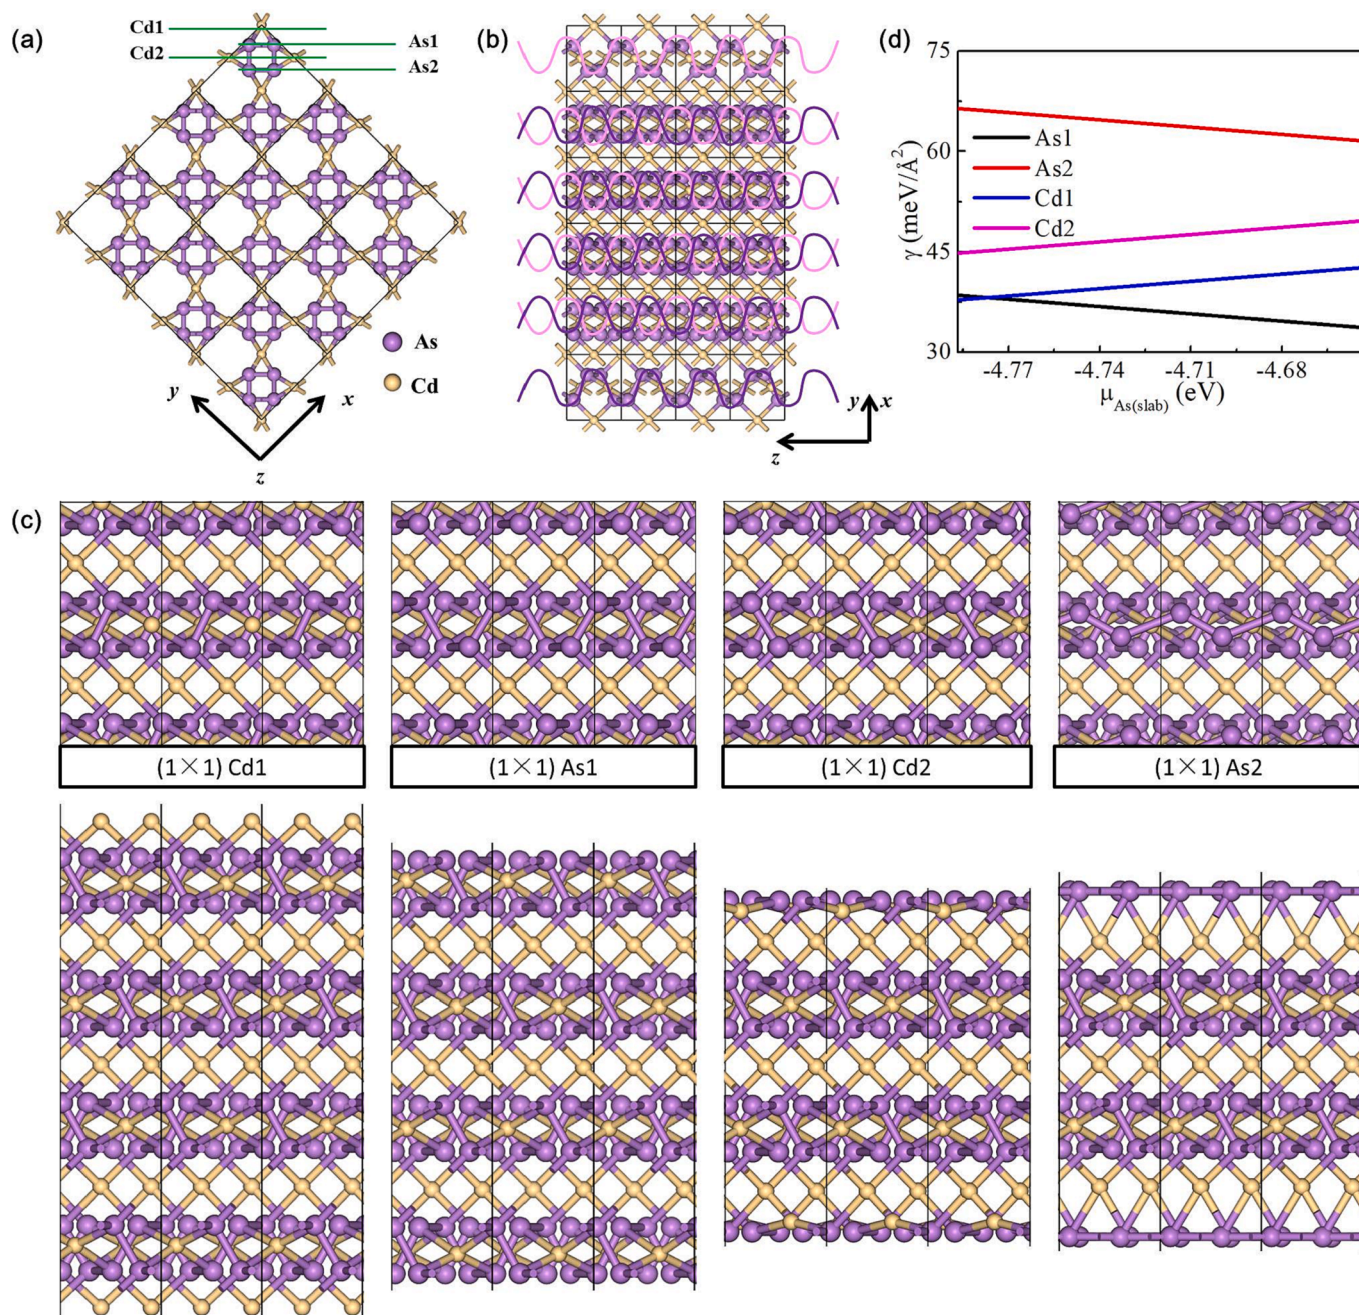 (a)
Cd1
As1
Cd2
As2
As
Cd
y
x
z
(b)
y x
z
(d)
75
60
45
30
γ (meV/Å²)
As1
As2
Cd1
Cd2
-4.77 -4.74 -4.71 -4.68
μAs(slab) (eV)
(c)
(1×1) Cd1
(1×1) As1
(1×1) Cd2
(1×1) As2